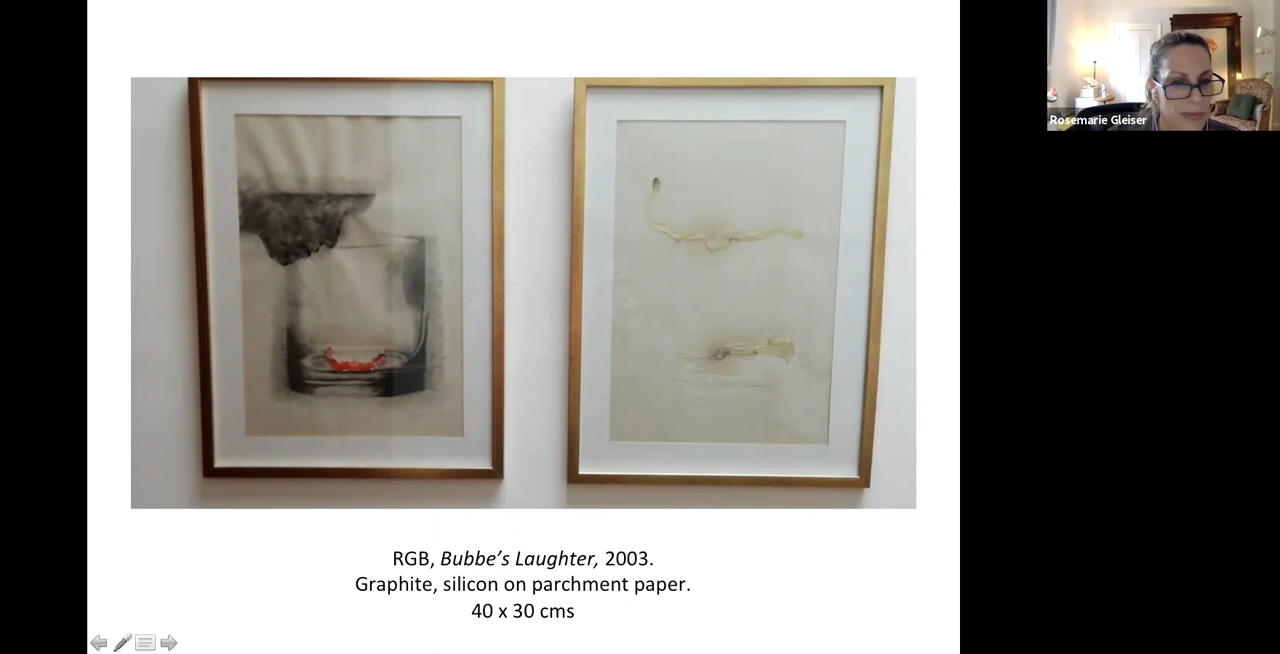 Rosemarie Gleiser
RGB, Bubbe’s Laughter, 2003.
Graphite, silicon on parchment paper.
40 x 30 cms